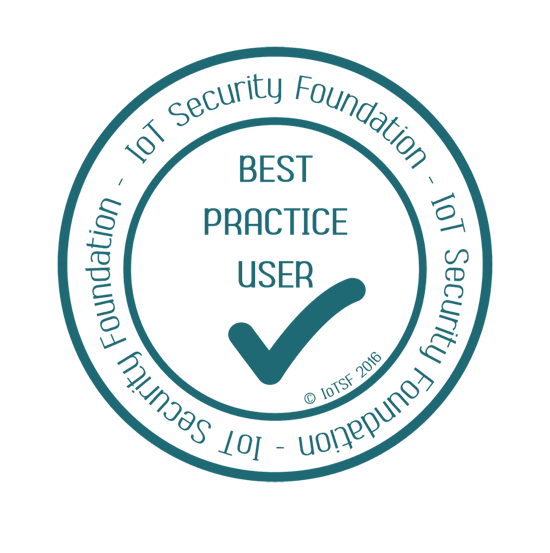 IoT Security Foundation - IoT Security Foundation - IoT Security Foundation -
BEST
PRACTICE
USER
© IoTSF 2016